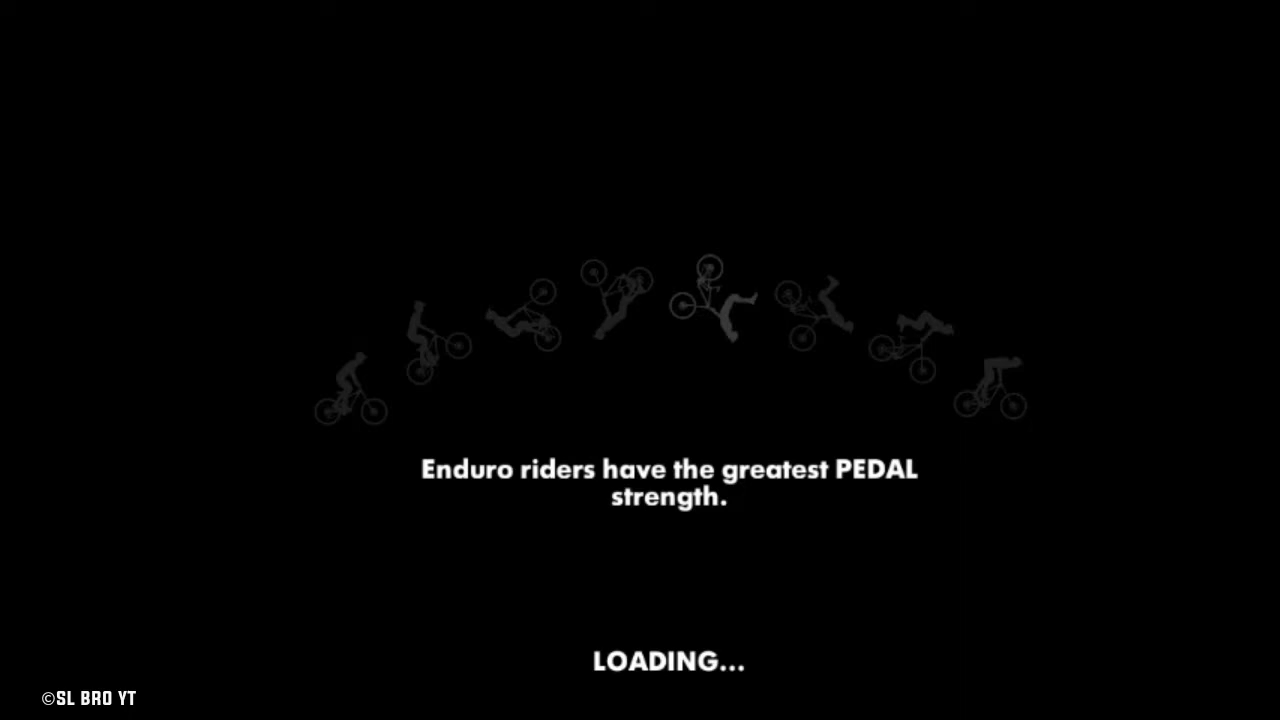 Enduro riders have the greatest PEDAL
strength.
LOADING...
©SL BRO YT